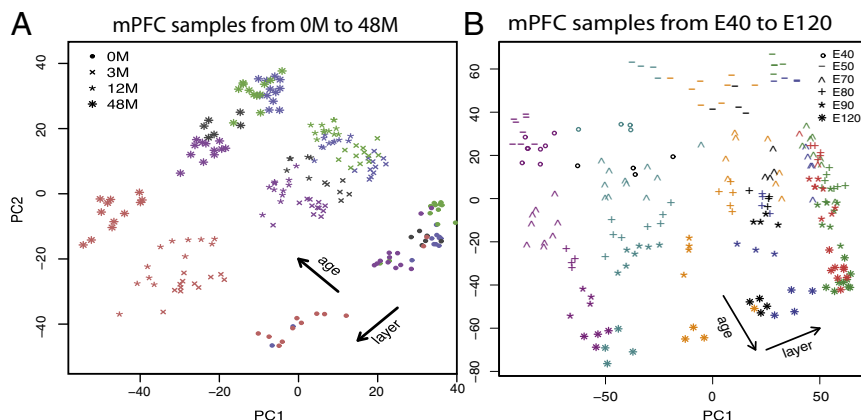 A mPFC samples from 0M to 48M
0M
3M
12M
48M
40
20
0
−20
−40
PC2
age
layer
−40
−20
0
20
40
PC1
B mPFC samples from E40 to E120
E40
E50
E70
E80
E90
E120
60
40
20
0
−20
−40
−60
−80
age
layer
−50
0
50
PC1